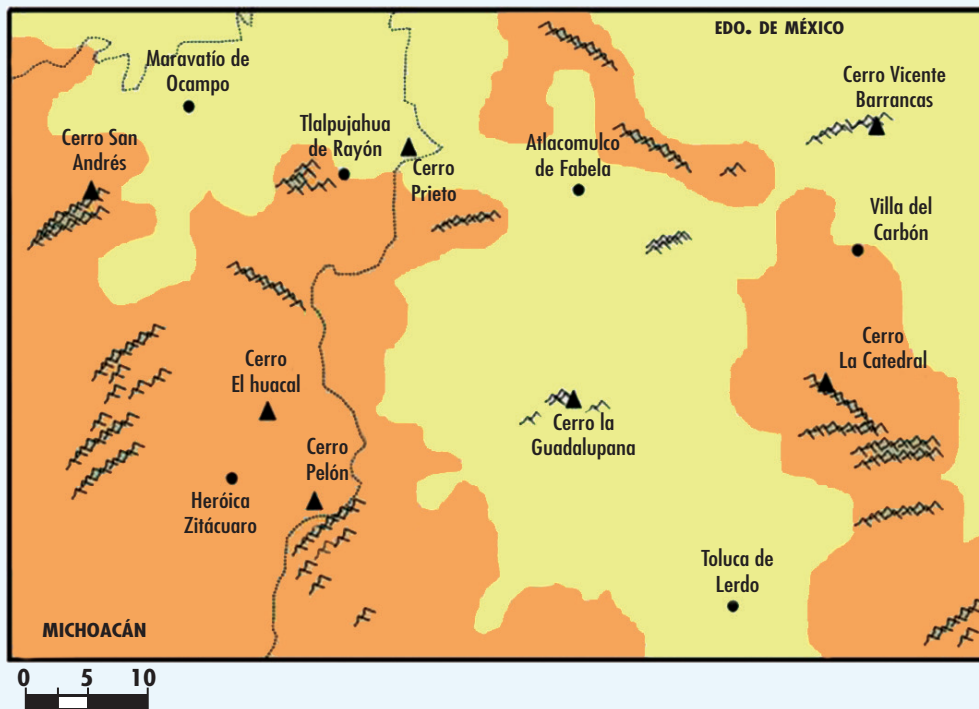 EDO. DE MÉXICO
Maravatío de
Ocampo
Cerro Vicente
Barrancas
Cerro San
Andrés
Tlalpujahua
de Rayón
Cerro
Prieto
Atlacomulco
de Fabela
Villa del
Carbón
Cerro
El huacal
Cerro
La Catedral
Cerro la
Guadalupana
Cerro
Pelón
Heróica
Zitácuaro
Toluca de
Lerdo
MICHOACÁN
0 5 10